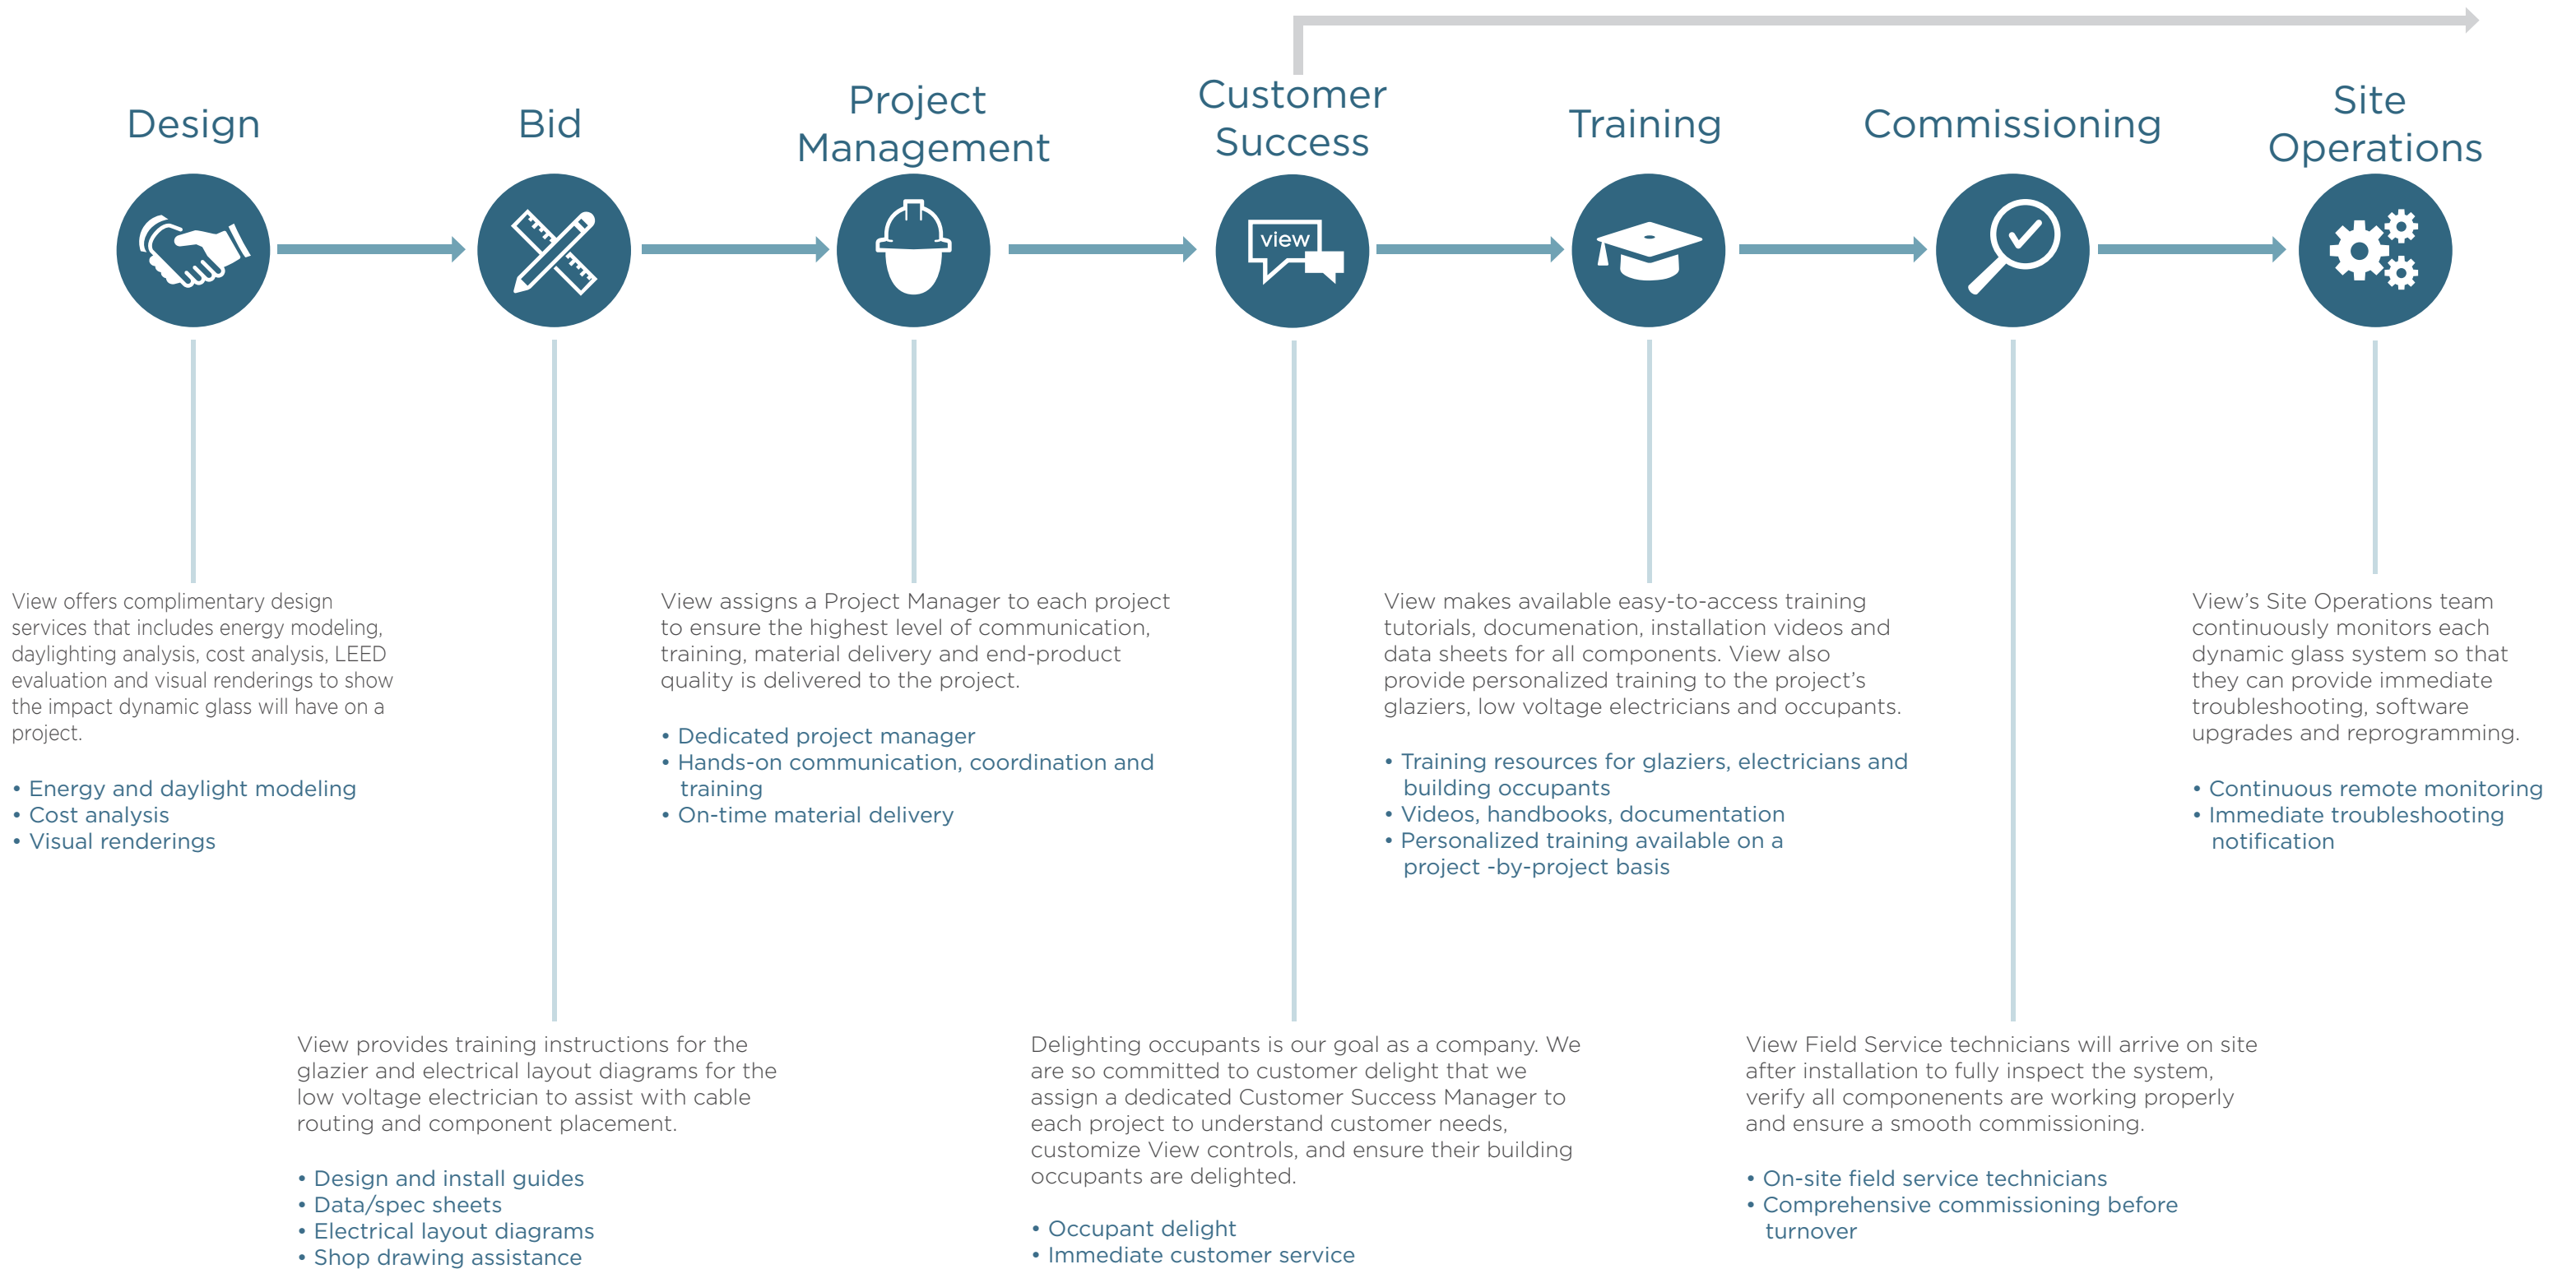 Design
Bid
Project
Management
Customer
Success
Training
Commissioning
Site
Operations
view
View offers complimentary design
services that includes energy modeling,
daylighting analysis, cost analysis, LEED
evaluation and visual renderings to show
the impact dynamic glass will have on a
project.
• Energy and daylight modeling
• Cost analysis
• Visual renderings
View provides training instructions for the
glazier and electrical layout diagrams for the
low voltage electrician to assist with cable
routing and component placement.
• Design and install guides
• Data/spec sheets
• Electrical layout diagrams
• Shop drawing assistance
View assigns a Project Manager to each project
to ensure the highest level of communication,
training, material delivery and end-product
quality is delivered to the project.
• Dedicated project manager
• Hands-on communication, coordination and
training
• On-time material delivery
Delighting occupants is our goal as a company. We
are so committed to customer delight that we
assign a dedicated Customer Success Manager to
each project to understand customer needs,
customize View controls, and ensure their building
occupants are delighted.
• Occupant delight
• Immediate customer service
View makes available easy-to-access training
tutorials, documenation, installation videos and
data sheets for all components. View also
provide personalized training to the project’s
glaziers, low voltage electricians and occupants.
• Training resources for glaziers, electricians and
building occupants
• Videos, handbooks, documentation
• Personalized training available on a
project -by-project basis
View Field Service technicians will arrive on site
after installation to fully inspect the system,
verify all componenents are working properly
and ensure a smooth commissioning.
• On-site field service technicians
• Comprehensive commissioning before
turnover
View’s Site Operations team
continuously monitors each
dynamic glass system so that
they can provide immediate
troubleshooting, software
upgrades and reprogramming.
• Continuous remote monitoring
• Immediate troubleshooting
notification